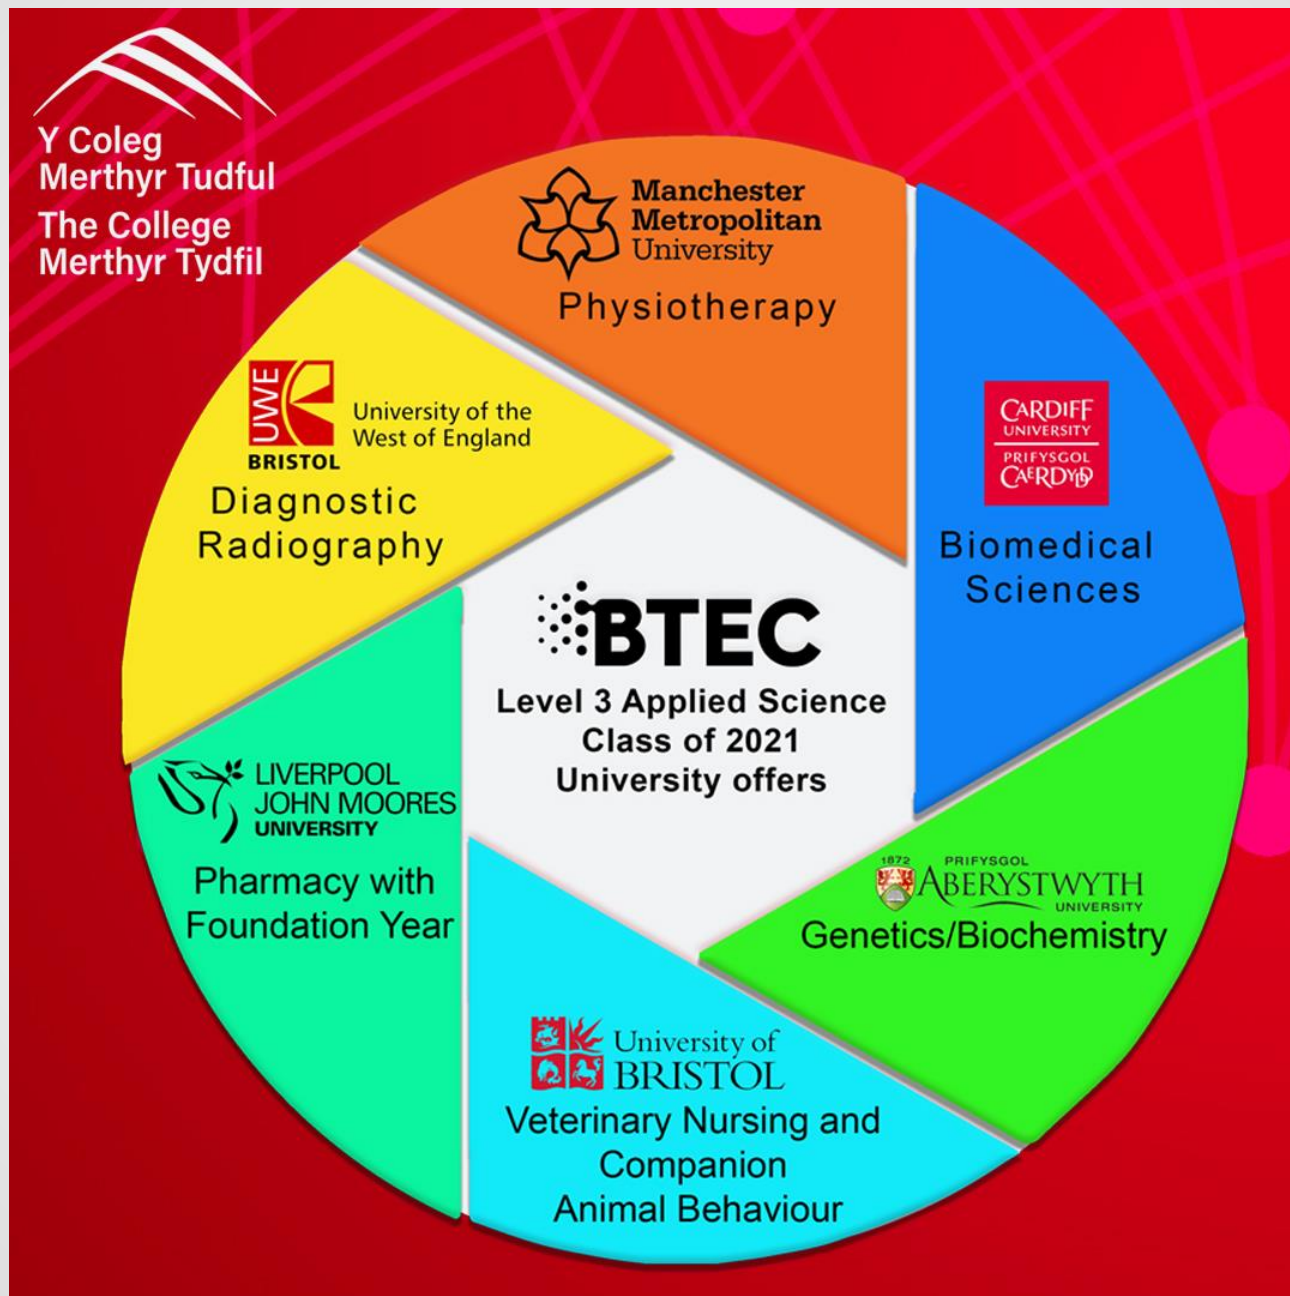 Y Coleg
Merthyr Tudful
The College
Merthyr Tydfil
Manchester
Metropolitan
University
Physiotherapy
CARDIFF
UNIVERSITY
PRIFYSGOL
CAERDYDD
Biomedical
Sciences
UWE
BRISTOL
University of the
West of England
Diagnostic
Radiography
BTEC
Level 3 Applied Science
Class of 2021
University offers
LIVERPOOL
JOHN MOORES
UNIVERSITY
Pharmacy with
Foundation Year
1872
PRIFYSGOL
ABERYSTWYTH
UNIVERSITY
Genetics/Biochemistry
University of
BRISTOL
Veterinary Nursing and
Companion
Animal Behaviour